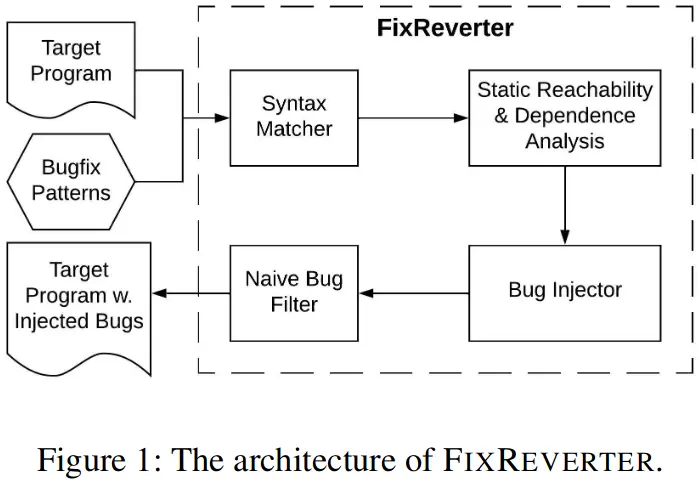 FixReverter
Target
Program
Syntax
Matcher
Static Reachability
& Dependence
Analysis
Bugfix
Patterns
Target
Program w.
Injected Bugs
Naive Bug
Filter
Bug Injector
Figure 1: The architecture of FIXREVERTER.